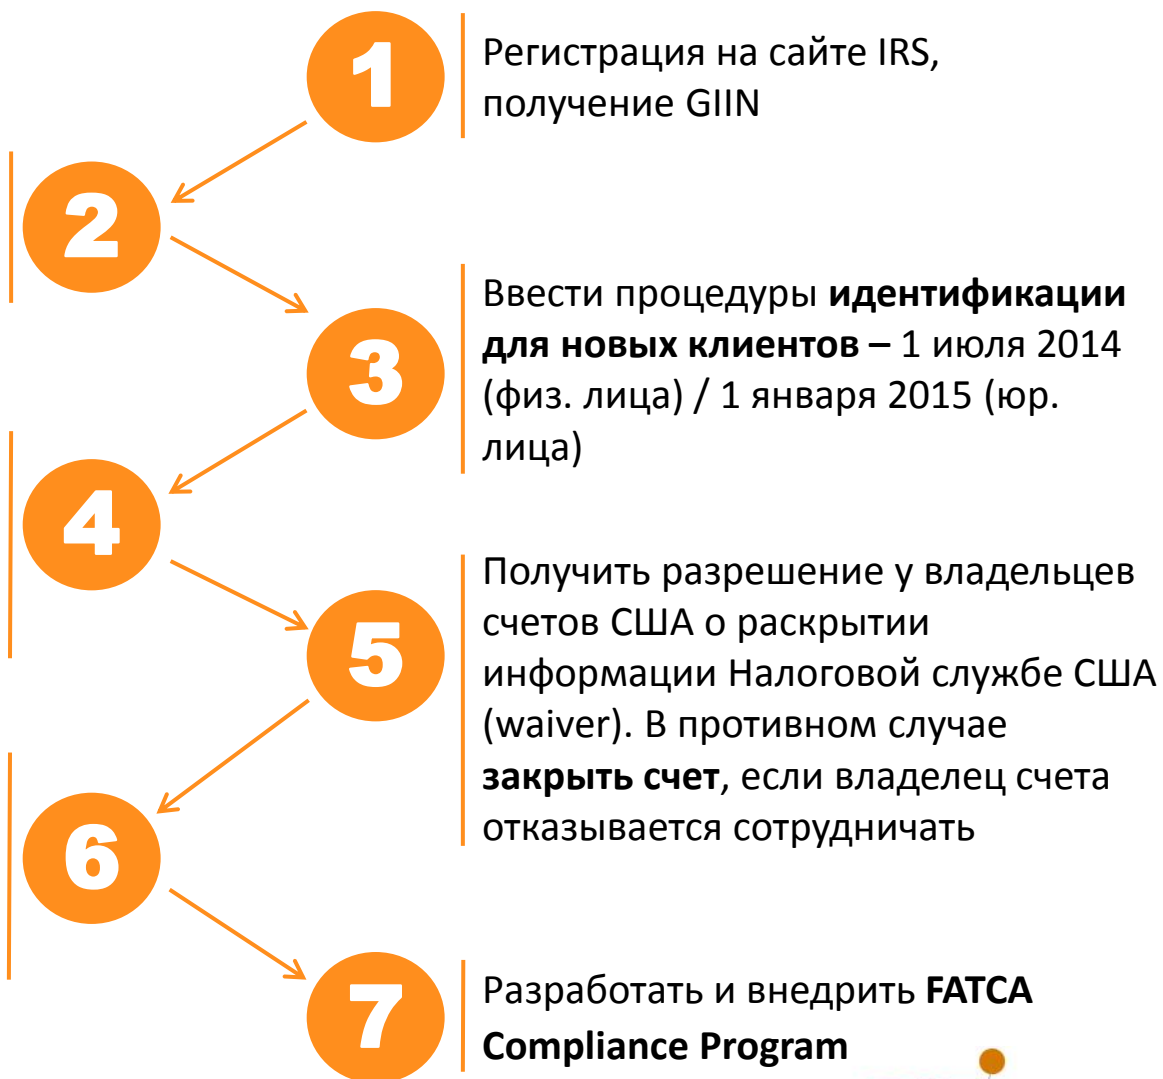 1
Регистрация на сайте IRS,
получение GIIN
2
3
Ввести процедуры идентификации
для новых клиентов – 1 июля 2014
(физ. лица) / 1 января 2015 (юр.
лица)
4
5
Получить разрешение у владельцев
счетов США о раскрытии
информации Налоговой службе США
(waiver). В противном случае
закрыть счет, если владелец счета
отказывается сотрудничать
6
7
Разработать и внедрить FATCA
Compliance Program